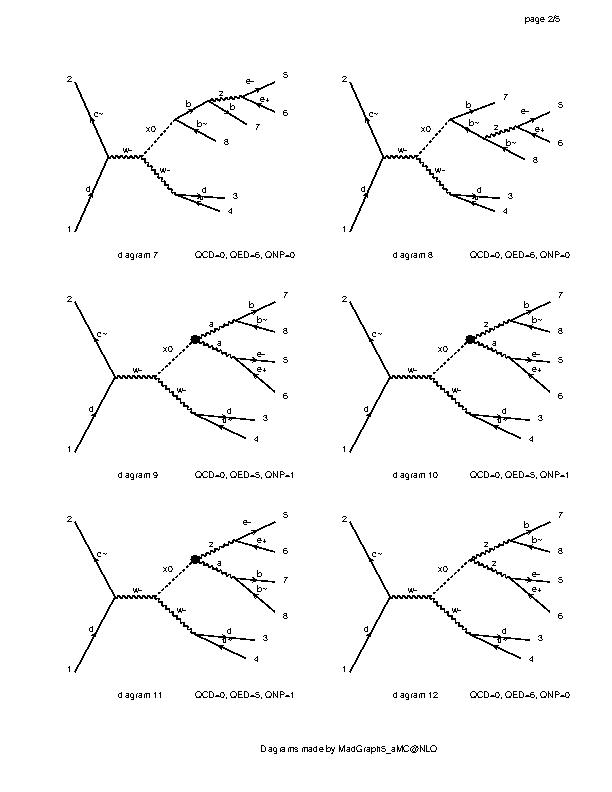 page 2/5
2 c~ d 1 w- x0 w- b z b b~ e- e+ 5 6 7 8 d 3 4
diagram 7 QCD=0, QED=6, QNP=0
2 c~ d 1 w- x0 w- 7 z b~ e- e+ 5 6 8 d 3 4
diagram 8 QCD=0, QED=6, QNP=0
2 c~ d 1 w- x0 w- a a b b~ e- e+ 7 8 5 6 d 3 4
diagram 9 QCD=0, QED=5, QNP=1
2 c~ d 1 w- x0 w- z a b b~ e- e+ 7 8 5 6 d 3 4
diagram 10 QCD=0, QED=5, QNP=1
2 c~ d 1 w- x0 w- z a e- e+ b b~ 5 6 7 8 d 3 4
diagram 11 QCD=0, QED=5, QNP=1
2 c~ d 1 w- x0 w- z z b b~ e- e+ 7 8 5 6 d 3 4
diagram 12 QCD=0, QED=6, QNP=0
Diagrams made by MadGraph5_aMC@NLO